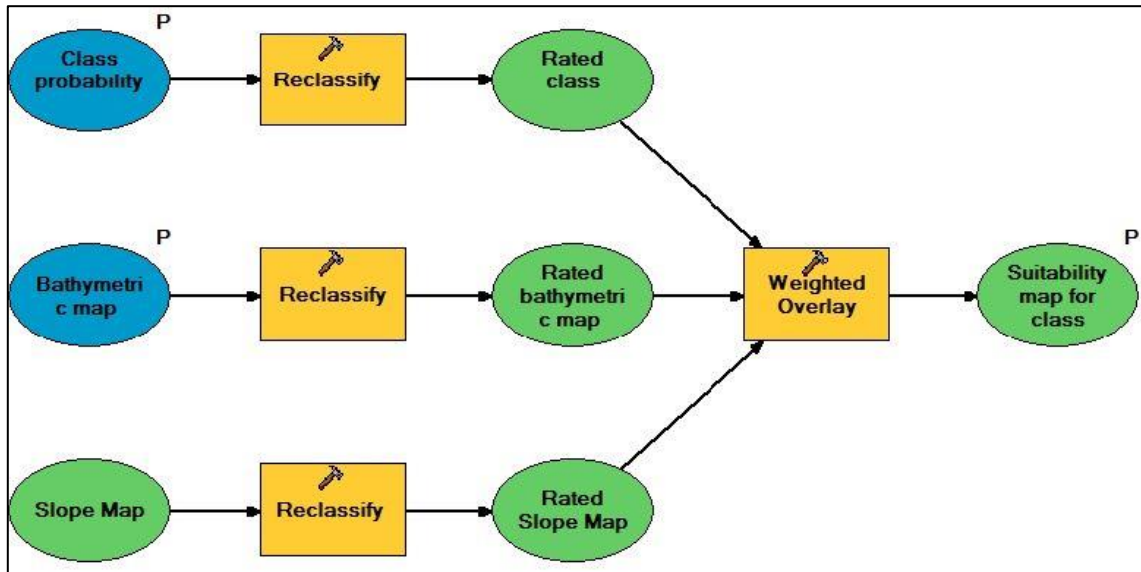 P
Class
probability
Reclassify
Rated
class
P
Bathymetri
c map
Reclassify
Rated
bathymetri
c map
Weighted
Overlay
P
Suitability
map for
class
Slope Map
Reclassify
Rated
Slope Map